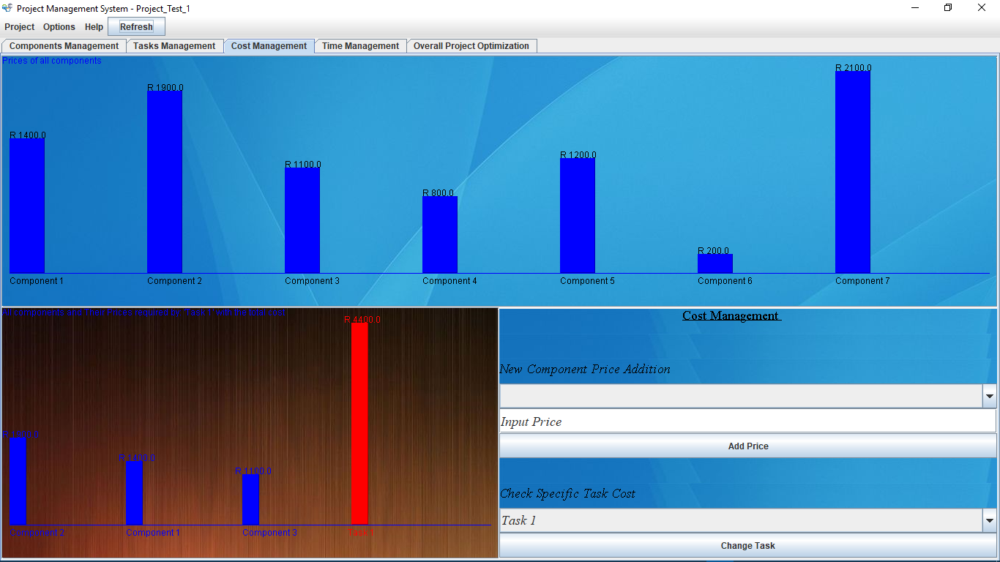 Project Management System - Project_Test_1
Project Options Help Refresh
Components Management Tasks Management Cost Management Time Management Overall Project Optimization
Prices of all components
R 1400.0 R 1900.0 R 1100.0 R 800.0 R 1200.0 R 200.0 R 2100.0
Component 1 Component 2 Component 3 Component 4 Component 5 Component 6 Component 7
All components and Their Prices required by Task 1 total cost
R 4400.0
R 1400.0
R 1100.0
Component 2 Component 1 Component 3 Task 1
Cost Management
New Component Price Addition
Input Price
Add Price
Check Specific Task Cost
Task 1
Change Task